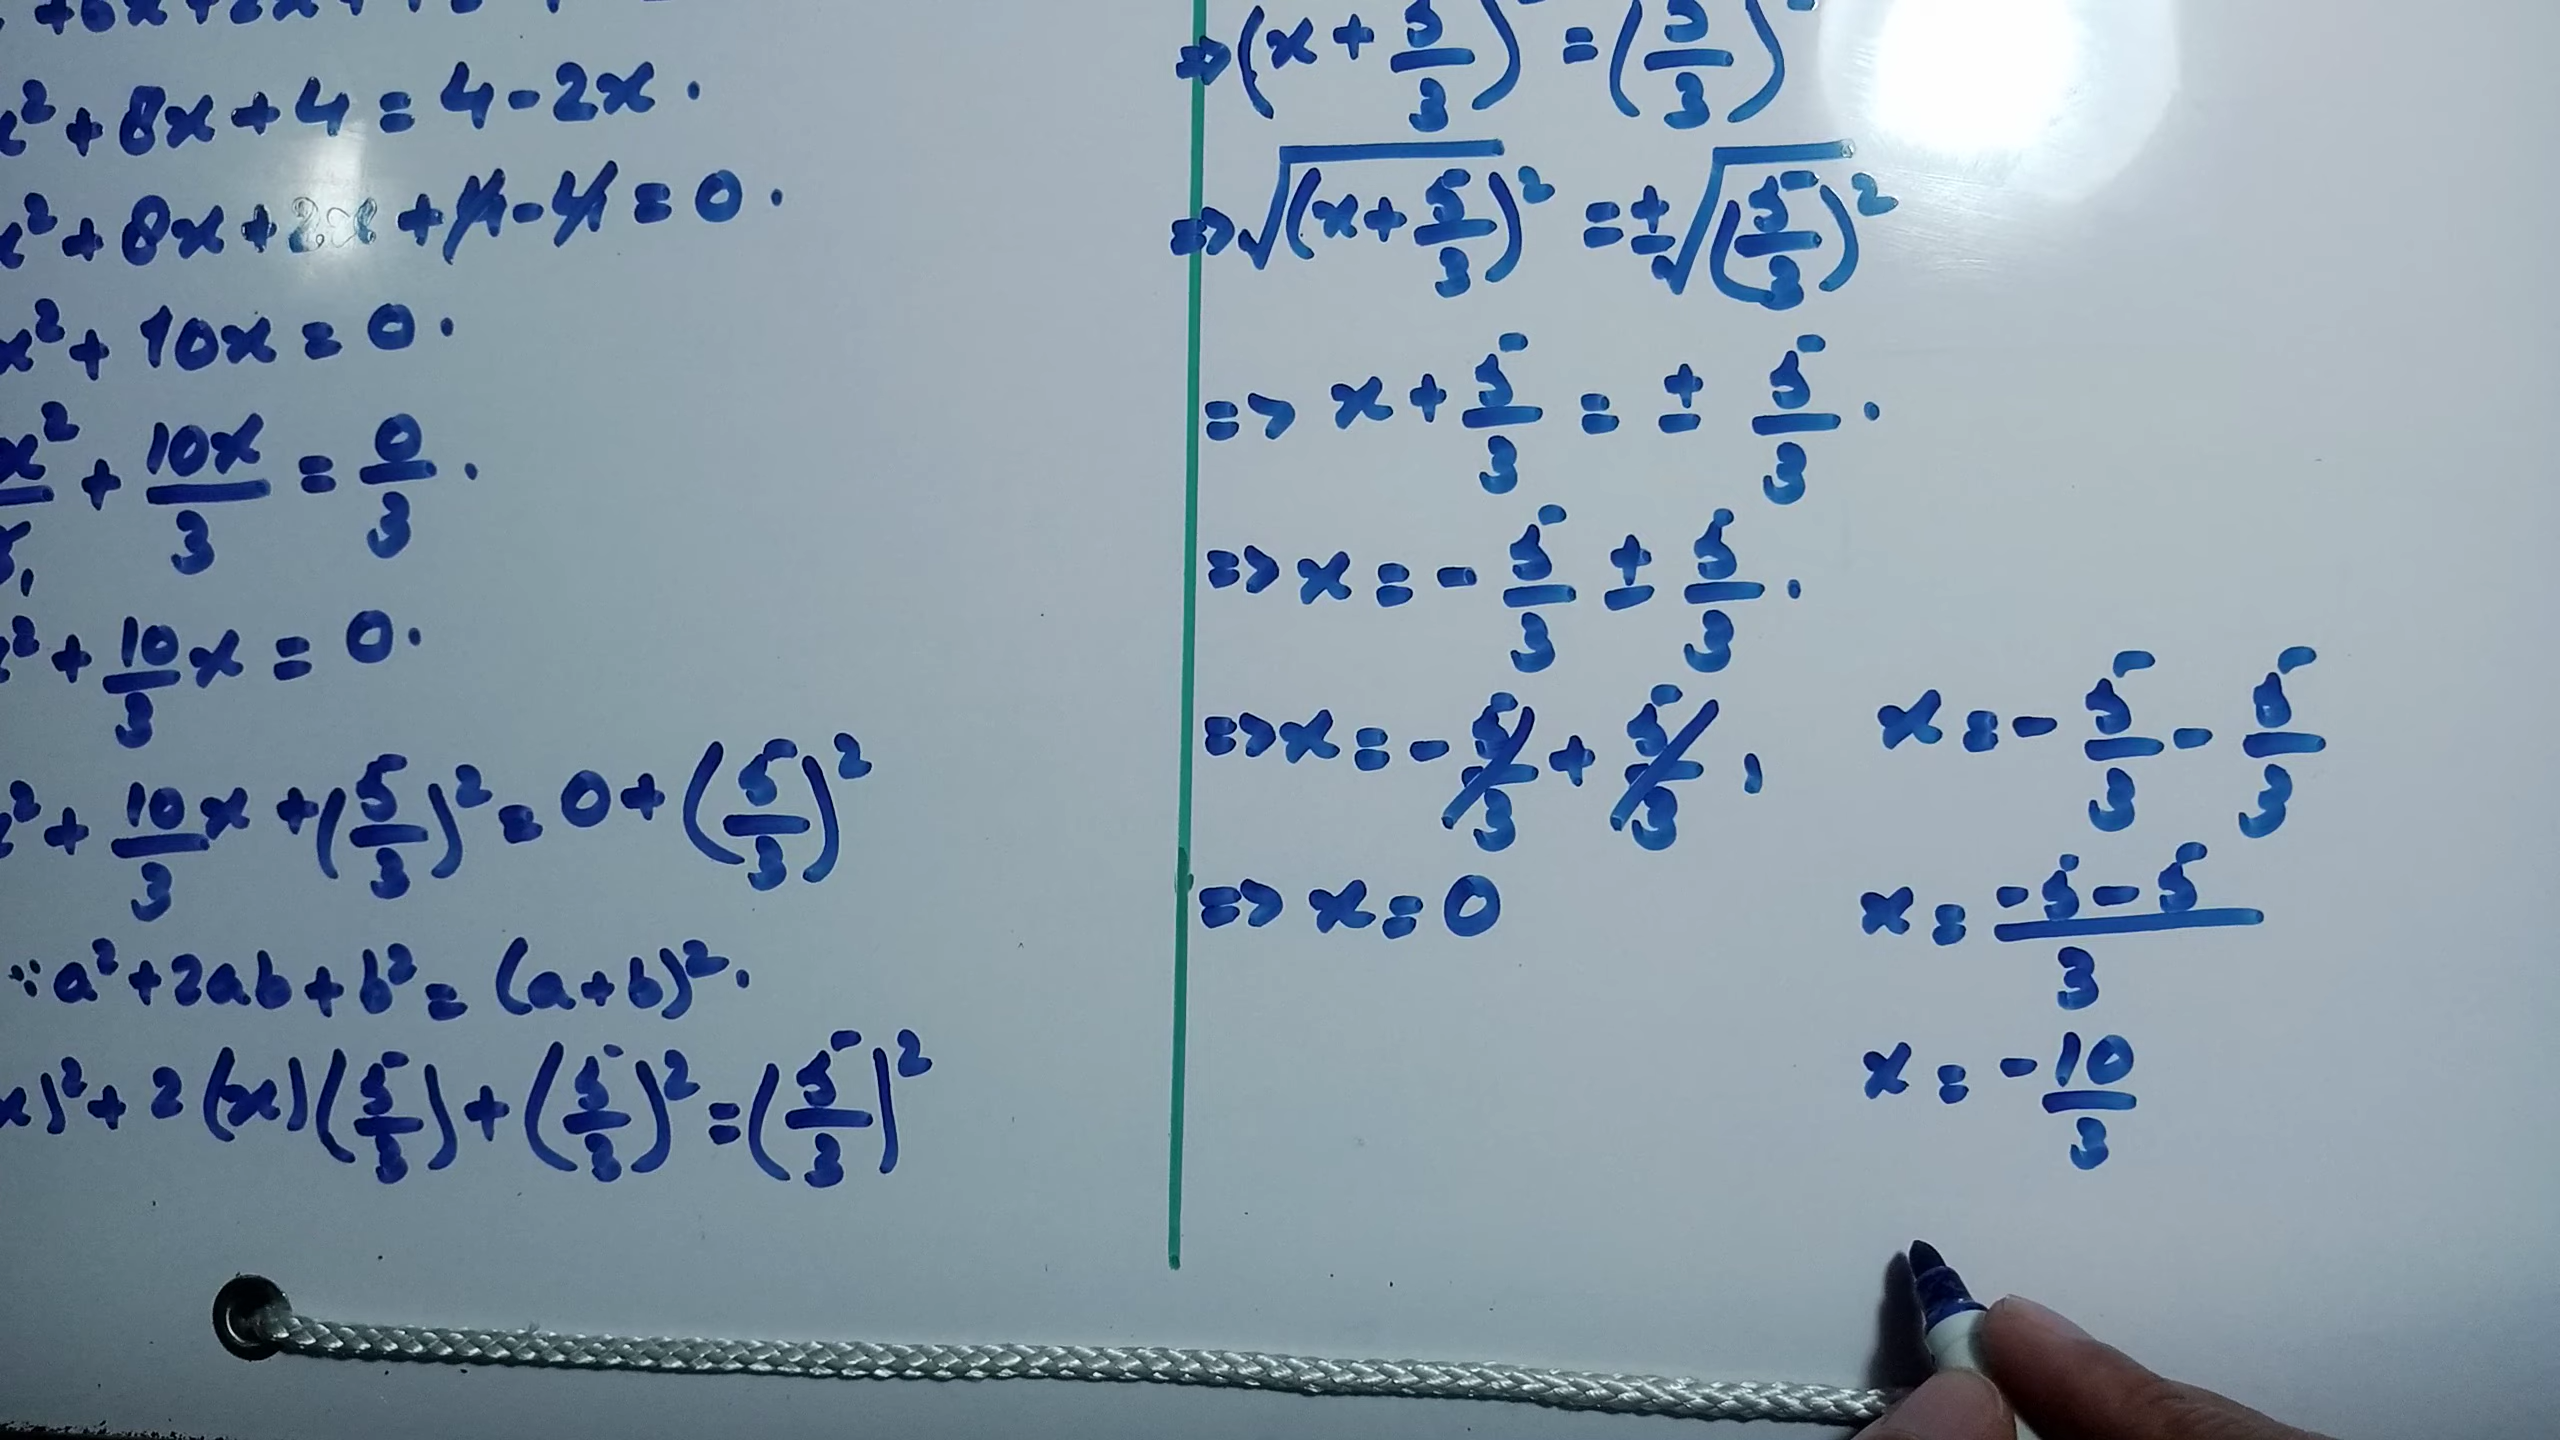 x² + 8x + 4 = 4 - 2x .
x² + 8x + 2x + 4 - 4 = 0 .
x² + 10x = 0 .
x² + 10x/3 = 0/3 .
x² + 10/3 x = 0 .
x² + 10/3 x + (5/3)² = 0 + (5/3)²
∵ a² + 2ab + b² = (a+b)² .
x)² + 2(x)(5/3) + (5/3)² = (5/3)²
=> (x + 5/3)² = (5/3)²
=> √(x + 5/3)² = ± √(5/3)²
=> x + 5/3 = ± 5/3 .
=> x = - 5/3 ± 5/3 .
=> x = - 5/3 + 5/3 ,
=> x = 0
x = - 5/3 - 5/3
x = -5-5/3
x = -10/3